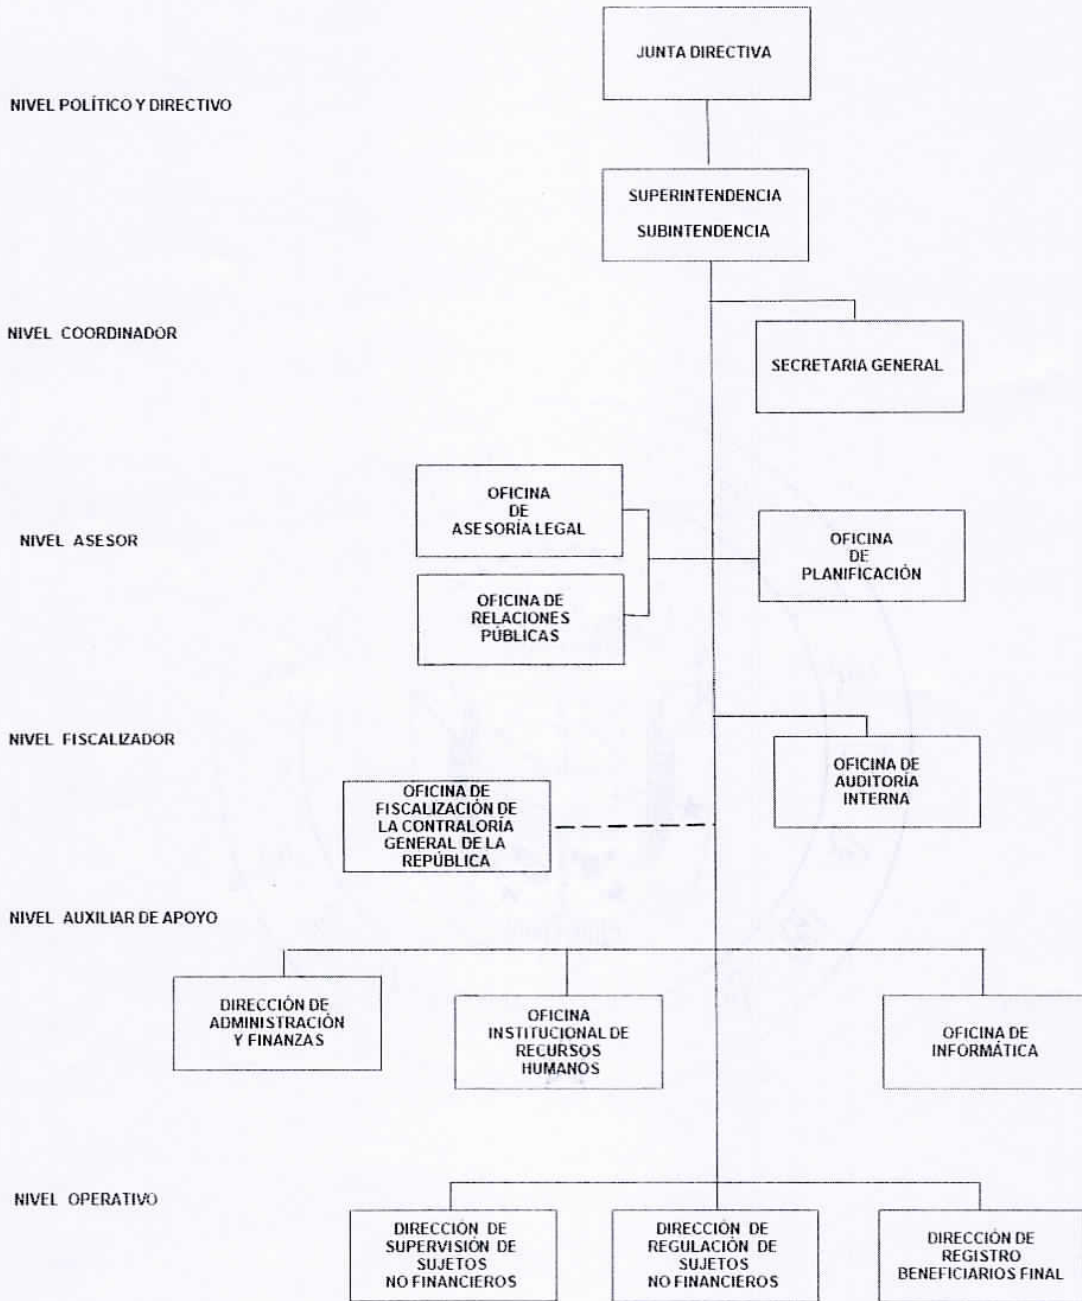 JUNTA DIRECTIVA
NIVEL POLÍTICO Y DIRECTIVO
SUPERINTENDENCIA
SUBINTENDENCIA
NIVEL COORDINADOR
SECRETARIA GENERAL
NIVEL ASESOR
OFICINA
DE
ASESORÍA LEGAL
OFICINA
DE
PLANIFICACIÓN
OFICINA DE
RELACIONES
PÚBLICAS
NIVEL FISCALIZADOR
OFICINA DE
AUDITORÍA
INTERNA
OFICINA DE
FISCALIZACIÓN DE
LA CONTRALORÍA
GENERAL DE LA
REPÚBLICA
NIVEL AUXILIAR DE APOYO
DIRECCIÓN DE
ADMINISTRACIÓN
Y FINANZAS
OFICINA
INSTITUCIONAL DE
RECURSOS
HUMANOS
OFICINA DE
INFORMÁTICA
NIVEL OPERATIVO
DIRECCIÓN DE
SUPERVISIÓN DE
SUJETOS
NO FINANCIEROS
DIRECCIÓN DE
REGULACIÓN DE
SUJETOS
NO FINANCIEROS
DIRECCIÓN DE
REGISTRO
BENEFICIARIOS FINAL